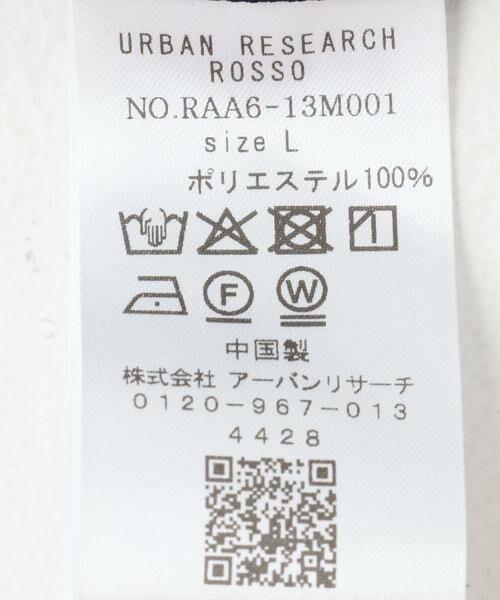 URBAN RESEARCH
ROSSO
NO.RAA6-13M001
size L
ポリエステル100%
F W
中国製
株式会社 アーバンリサーチ
0120-967-013
4428